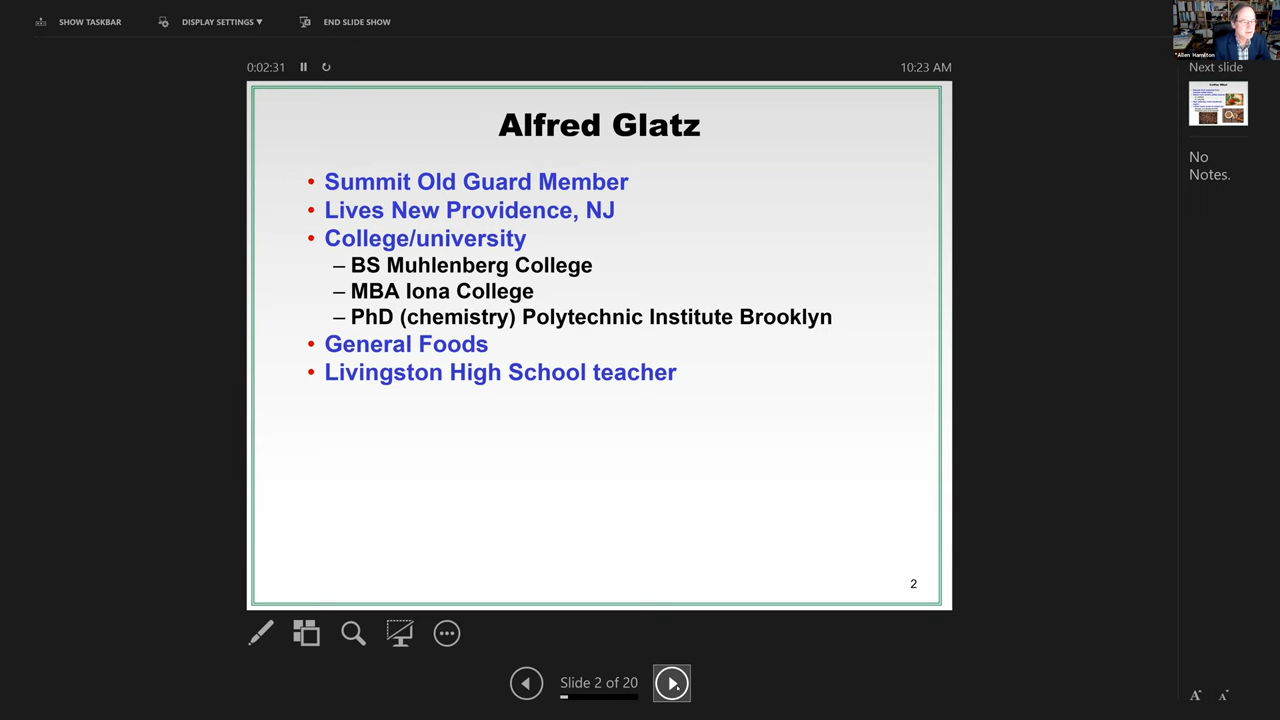 SHOW TASKBAR
DISPLAY SETTINGS ▼
END SLIDE SHOW
*Allen Hamilton
0:02:31
10:23 AM
Next slide
Alfred Glatz
• Summit Old Guard Member
• Lives New Providence, NJ
• College/university
– BS Muhlenberg College
– MBA Iona College
– PhD (chemistry) Polytechnic Institute Brooklyn
• General Foods
• Livingston High School teacher
2
No
Notes.
Slide 2 of 20
A A